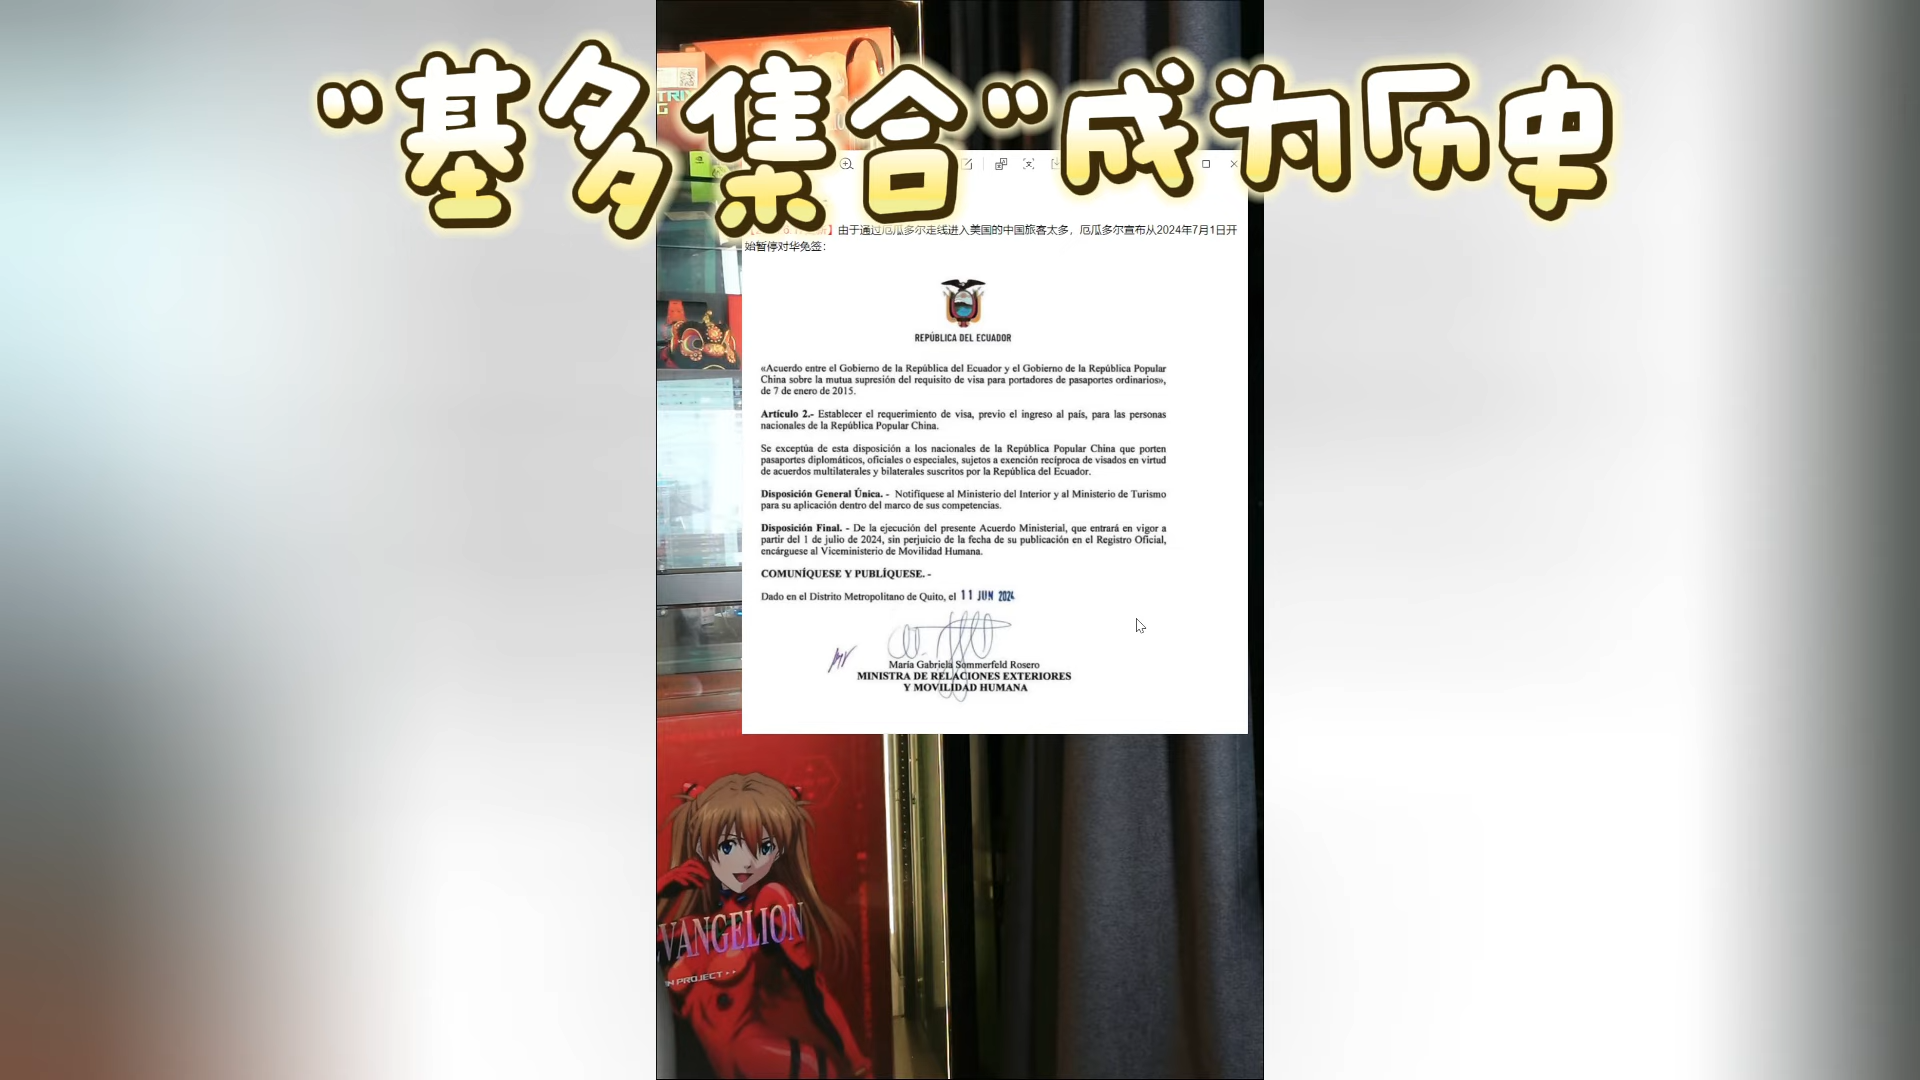 "基多集合"成为历史
TRI
G
】由于通过厄瓜多尔走线进入美国的中国旅客太多，厄瓜多尔宣布从2024年7月1日开
始暂停对华免签：
REPÚBLICA DEL ECUADOR
«Acuerdo entre el Gobierno de la República del Ecuador y el Gobierno de la República Popular
China sobre la mutua supresión del requisito de visa para portadores de pasaportes ordinarios»,
de 7 de enero de 2015.
Artículo 2.- Establecer el requerimiento de visa, previo el ingreso al país, para las personas
nacionales de la República Popular China.
Se exceptúa de esta disposición a los nacionales de la República Popular China que porten
pasaportes diplomáticos, oficiales o especiales, sujetos a exención recíproca de visados en virtud
de acuerdos multilaterales y bilaterales suscritos por la República del Ecuador.
Disposición General Única. - Notifíquese al Ministerio del Interior y al Ministerio de Turismo
para su aplicación dentro del marco de sus competencias.
Disposición Final. - De la ejecución del presente Acuerdo Ministerial, que entrará en vigor a
partir del 1 de julio de 2024, sin perjuicio de la fecha de su publicación en el Registro Oficial,
encárguese al Viceministerio de Movilidad Humana.
COMUNÍQUESE Y PUBLÍQUESE. -
Dado en el Distrito Metropolitano de Quito, el 11 JUN 2024
María Gabriela Sommerfeld Rosero
MINISTRA DE RELACIONES EXTERIORES
Y MOVILIDAD HUMANA
VANGELION
N PROJECT